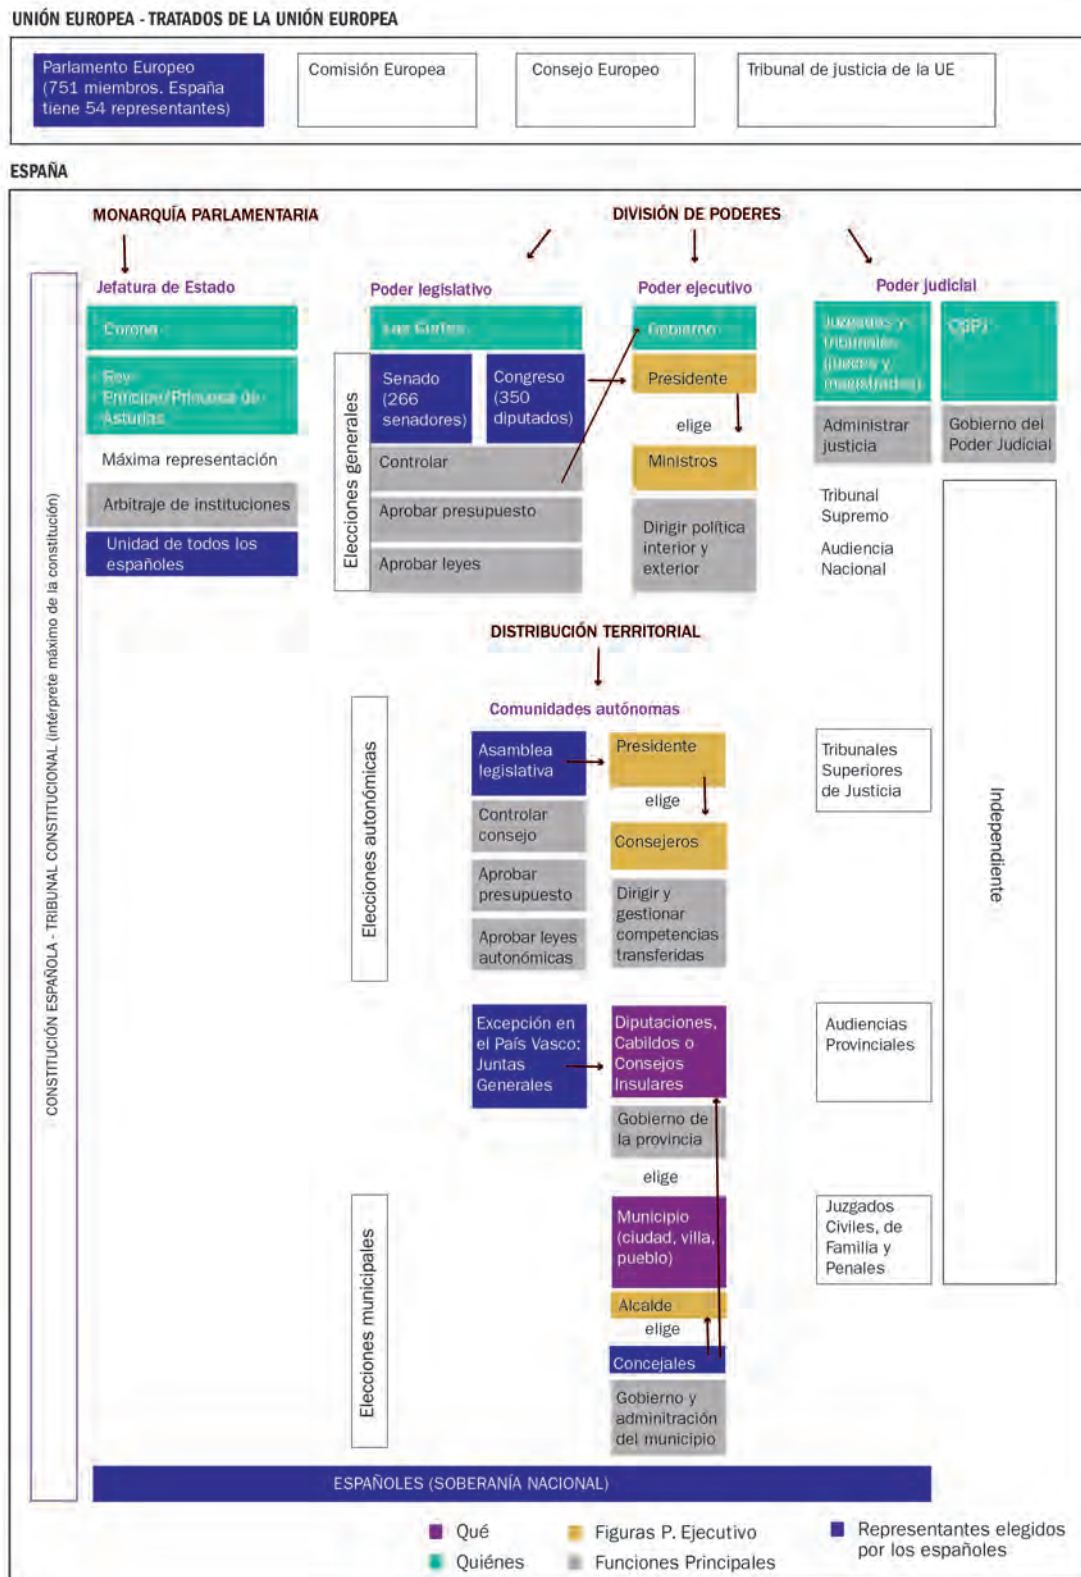 UNIÓN EUROPEA - TRATADOS DE LA UNIÓN EUROPEA
Parlamento Europeo
(751 miembros. España
tiene 54 representantes)
Comisión Europea
Consejo Europeo
Tribunal de justicia de la UE
ESPAÑA
MONARQUÍA PARLAMENTARIA
DIVISIÓN DE PODERES
CONSTITUCIÓN ESPAÑOLA - TRIBUNAL CONSTITUCIONAL (intérprete máximo de la constitución)
Jefatura de Estado
Corona
Rey
Príncipe/Princesa de
Asturias
Máxima representación
Arbitraje de instituciones
Unidad de todos los
españoles
Poder legislativo
Las Cortes
Elecciones generales
Senado
(266
senadores)
Congreso
(350
diputados)
Controlar
Aprobar presupuesto
Aprobar leyes
Poder ejecutivo
Gobierno
Presidente
elige
Ministros
Dirigir política
interior y
exterior
Poder judicial
Juzgados y
tribunales
(jueces y
magistrados)
CGPJ
Administrar
justicia
Gobierno del
Poder Judicial
Tribunal
Supremo
Audiencia
Nacional
Independiente
DISTRIBUCIÓN TERRITORIAL
Comunidades autónomas
Elecciones autonómicas
Asamblea
legislativa
Controlar
consejo
Aprobar
presupuesto
Aprobar leyes
autonómicas
Presidente
elige
Consejeros
Dirigir y
gestionar
competencias
transferidas
Tribunales
Superiores
de Justicia
Excepción en
el País Vasco:
Juntas
Generales
Diputaciones,
Cabildos o
Consejos
Insulares
Gobierno de
la provincia
elige
Audiencias
Provinciales
Elecciones municipales
Municipio
(ciudad, villa,
pueblo)
Alcalde
elige
Concejales
Gobierno y
adminitración
del municipio
Juzgados
Civiles, de
Familia y
Penales
ESPAÑOLES (SOBERANÍA NACIONAL)
Qué
Quiénes
Figuras P. Ejecutivo
Funciones Principales
Representantes elegidos
por los españoles